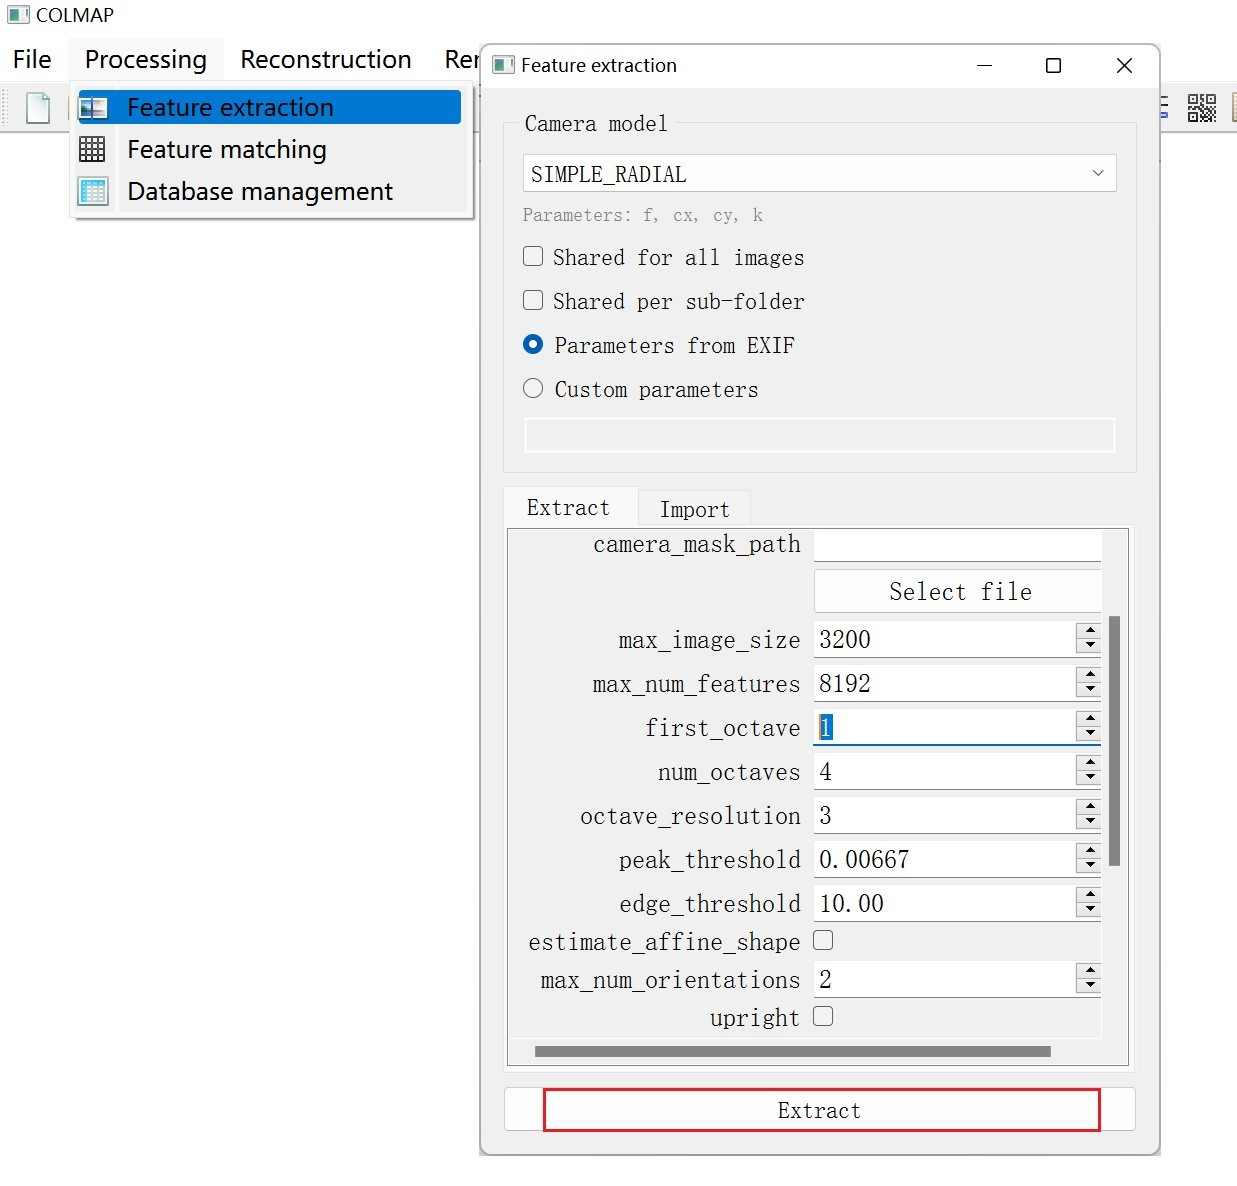 COLMAP
File Processing Reconstruction
Feature extraction
Feature matching
Database management
Feature extraction
Camera model
SIMPLE_RADIAL
Parameters: f, cx, cy, k
Shared for all images
Shared per sub-folder
Parameters from EXIF
Custom parameters
Extract Import
camera_mask_path
Select file
max_image_size 3200
max_num_features 8192
first_octave 1
num_octaves 4
octave_resolution 3
peak_threshold 0.00667
edge_threshold 10.00
estimate_affine_shape
max_num_orientations 2
upright
Extract